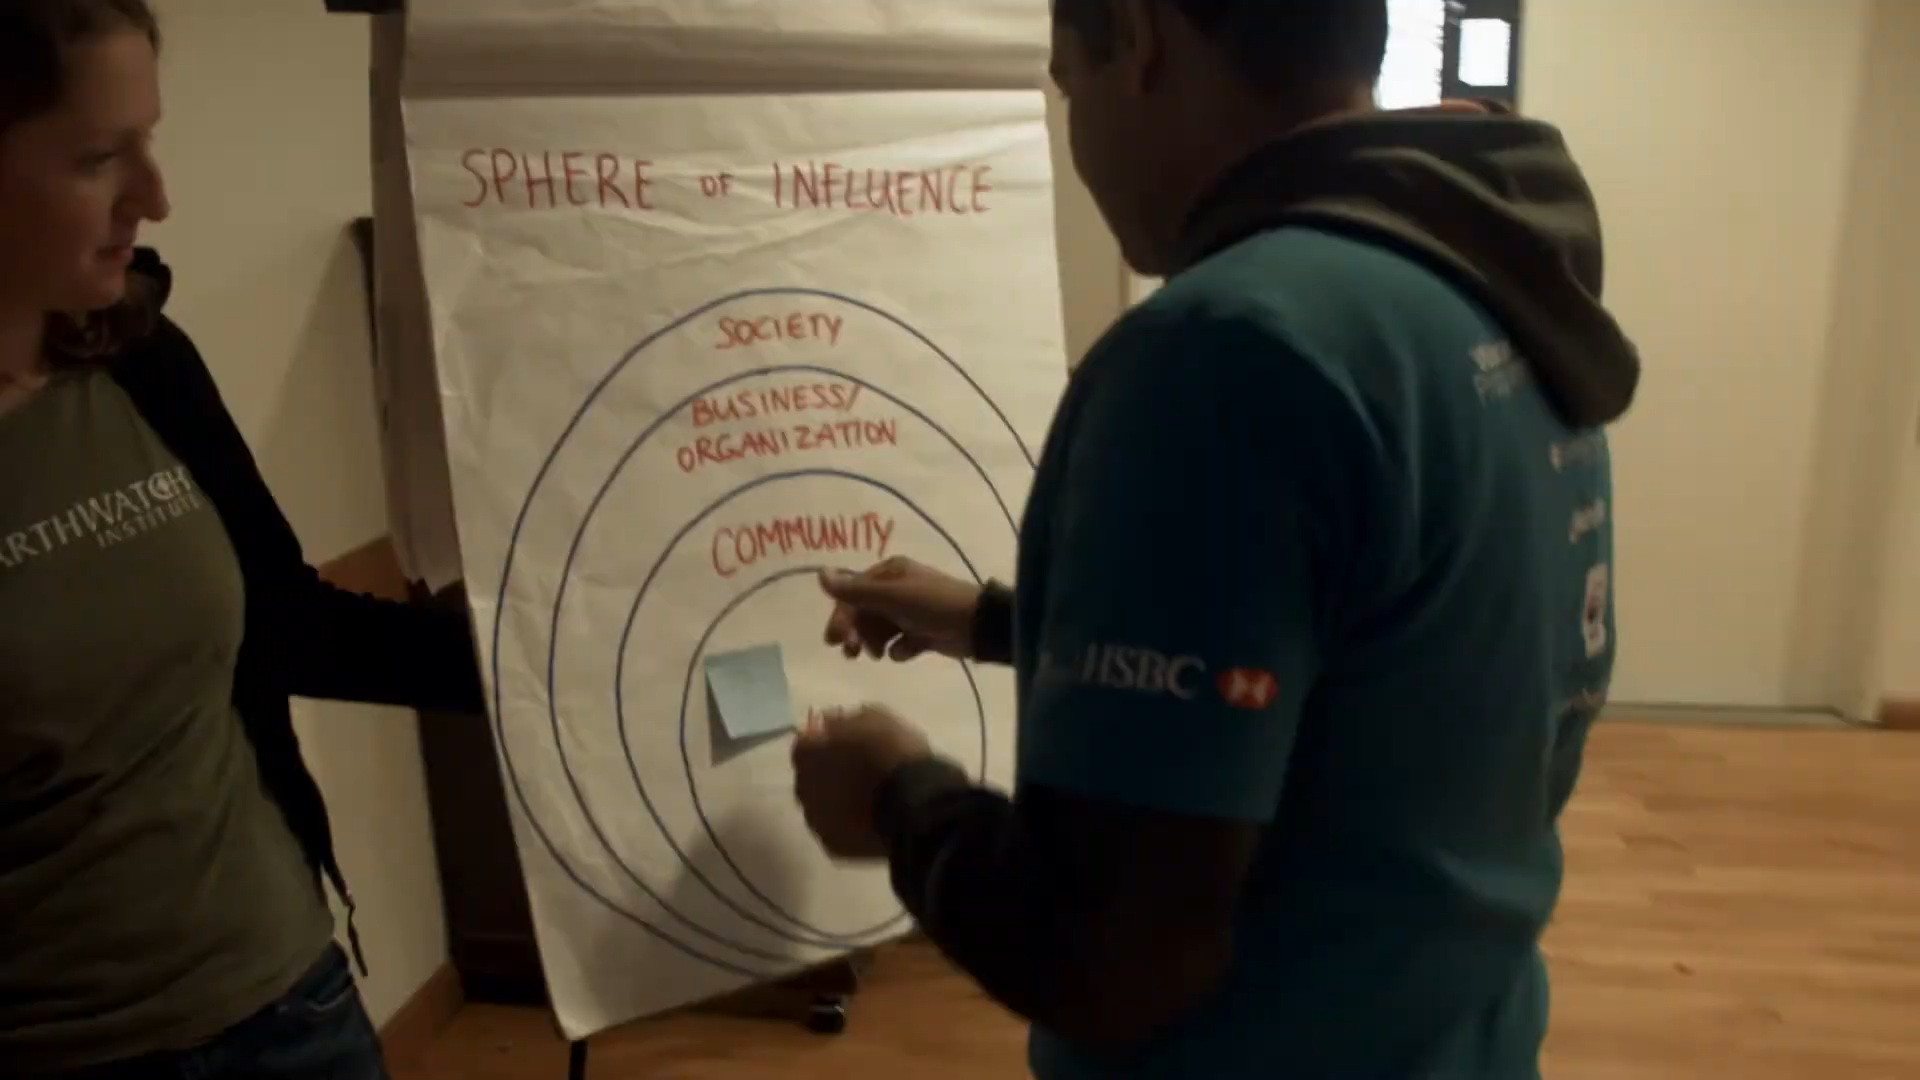 SPHERE OF INFLUENCE
SOCIETY
BUSINESS/
ORGANIZATION
COMMUNITY
ARTHWATCH
INSTITUTE
HSBC